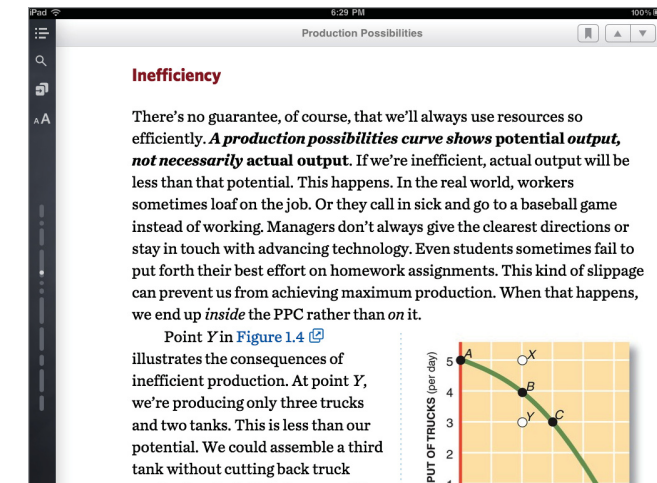 iPad 6:29 PM 100%
Production Possibilities
AA
Inefficiency
There's no guarantee, of course, that we'll always use resources so
efficiently. A production possibilities curve shows potential output,
not necessarily actual output. If we're inefficient, actual output will be
less than that potential. This happens. In the real world, workers
sometimes loaf on the job. Or they call in sick and go to a baseball game
instead of working. Managers don't always give the clearest directions or
stay in touch with advancing technology. Even students sometimes fail to
put forth their best effort on homework assignments. This kind of slippage
can prevent us from achieving maximum production. When that happens,
we end up inside the PPC rather than on it.
Point Y in Figure 1.4
illustrates the consequences of
inefficient production. At point Y,
we're producing only three trucks
and two tanks. This is less than our
potential. We could assemble a third
tank without cutting back truck
PUT OF TRUCKS (per day)
5
4
3
2
A
X
B
Y
C